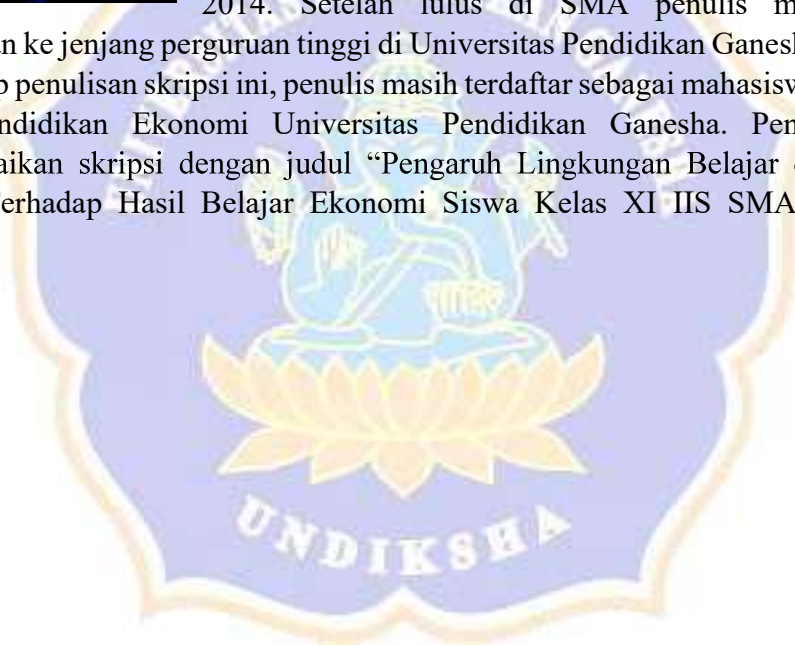 2014. Setelah lulus di SMA penulis m
n ke jenjang perguruan tinggi di Universitas Pendidikan Ganesh
p penulisan skripsi ini, penulis masih terdaftar sebagai mahasisw
ndidikan Ekonomi Universitas Pendidikan Ganesha. Pen
aikan skripsi dengan judul “Pengaruh Lingkungan Belajar
erhadap Hasil Belajar Ekonomi Siswa Kelas XI IIS SMA
UNDIKSHA